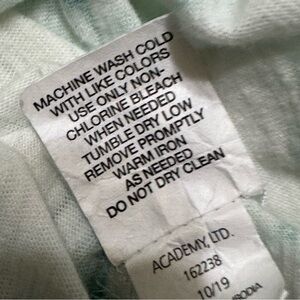 MACHINE WASH COLD
WITH LIKE COLORS
USE ONLY NON-
CHLORINE BLEACH
WHEN NEEDED
TUMBLE DRY LOW
REMOVE PROMPTLY
WARM IRON
AS NEEDED
DO NOT DRY CLEAN
ACADEMY, LTD.
162238
10/19